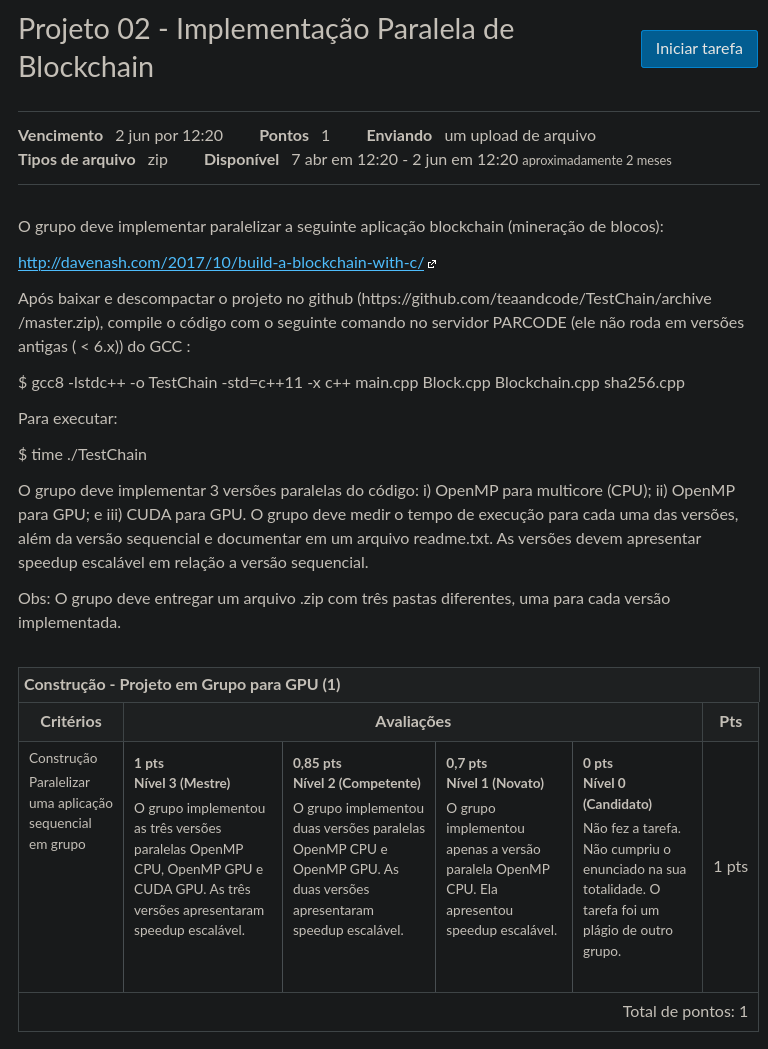 Projeto 02 - Implementação Paralela de
Blockchain
Iniciar tarefa
Vencimento 2 jun por 12:20 Pontos 1 Enviando um upload de arquivo
Tipos de arquivo zip Disponível 7 abr em 12:20 - 2 jun em 12:20 aproximadamente 2 meses
O grupo deve implementar paralelizar a seguinte aplicação blockchain (mineração de blocos):
http://davenash.com/2017/10/build-a-blockchain-with-c/
Após baixar e descompactar o projeto no github (https://github.com/teaandcode/TestChain/archive
/master.zip), compile o código com o seguinte comando no servidor PARCODE (ele não roda em versões
antigas ( < 6.x)) do GCC :
$ gcc8 -lstdc++ -o TestChain -std=c++11 -x c++ main.cpp Block.cpp Blockchain.cpp sha256.cpp
Para executar:
$ time ./TestChain
O grupo deve implementar 3 versões paralelas do código: i) OpenMP para multicore (CPU); ii) OpenMP
para GPU; e iii) CUDA para GPU. O grupo deve medir o tempo de execução para cada uma das versões,
além da versão sequencial e documentar em um arquivo readme.txt. As versões devem apresentar
speedup escalável em relação a versão sequencial.
Obs: O grupo deve entregar um arquivo .zip com três pastas diferentes, uma para cada versão
implementada.
Construção - Projeto em Grupo para GPU (1)
Critérios Avaliações Pts
Construção
Paralelizar
uma aplicação
sequencial
em grupo
1 pts
Nível 3 (Mestre)
O grupo implementou
as três versões
paralelas OpenMP
CPU, OpenMP GPU e
CUDA GPU. As três
versões apresentaram
speedup escalável.
0,85 pts
Nível 2 (Competente)
O grupo implementou
duas versões paralelas
OpenMP CPU e
OpenMP GPU. As
duas versões
apresentaram
speedup escalável.
0,7 pts
Nível 1 (Novato)
O grupo
implementou
apenas a versão
paralela OpenMP
CPU. Ela
apresentou
speedup escalável.
0 pts
Nível 0
(Candidato)
Não fez a tarefa.
Não cumpriu o
enunciado na sua
totalidade. O
tarefa foi um
plágio de outro
grupo.
1 pts
Total de pontos: 1